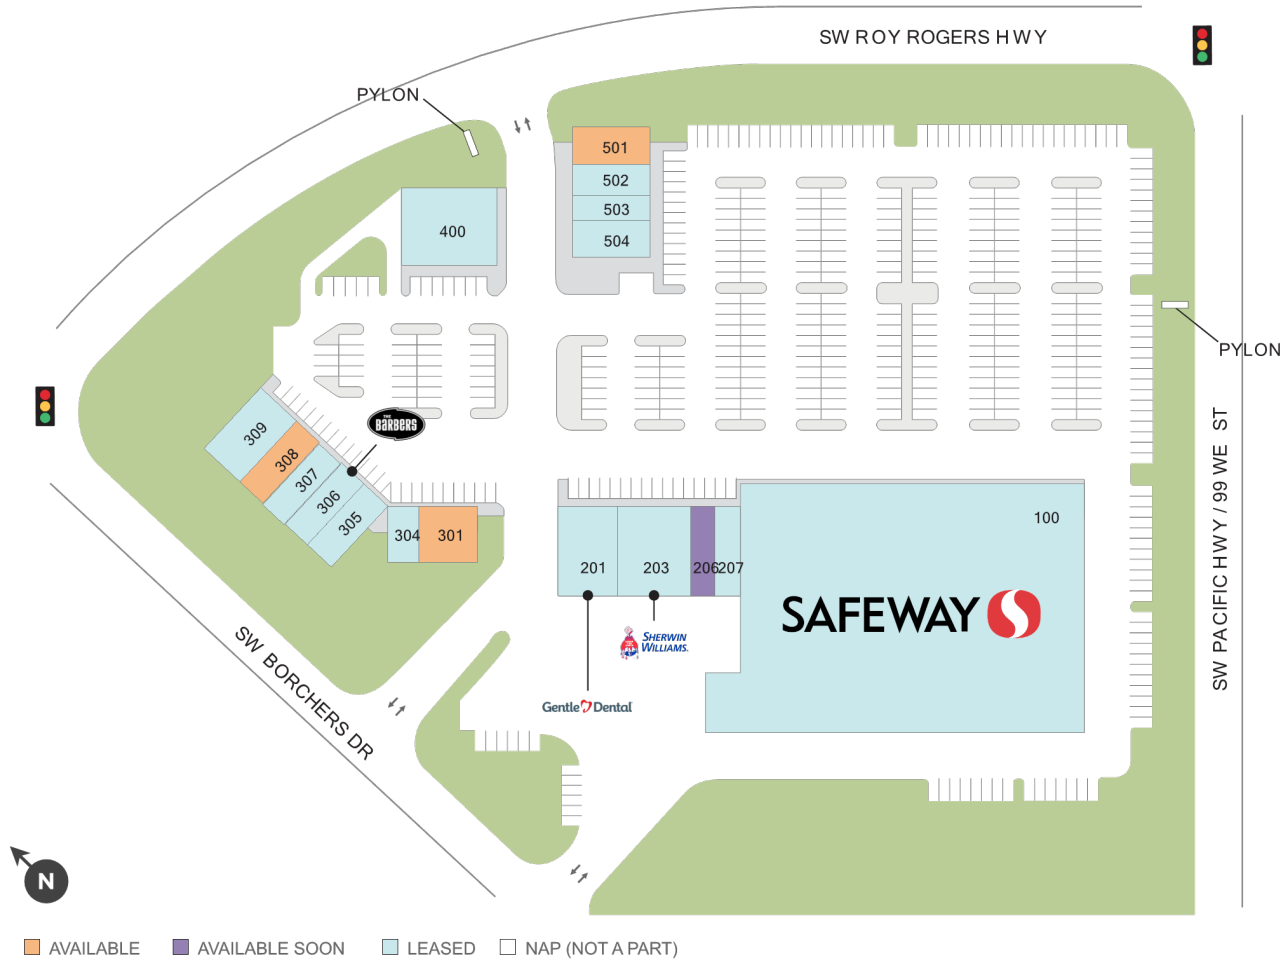 SW ROY ROGERS HWY
PYLON
501
502
503
504
400
PYLON
THE
BARBERS
309
308
307
306
305
304
301
201
203
206
207
100
SAFEWAY
SHERWIN
WILLIAMS.
Gentle Dental
SW BORCHERS DR
SW PACIFIC HWY / 99 WE ST
N
AVAILABLE
AVAILABLE SOON
LEASED
NAP (NOT A PART)